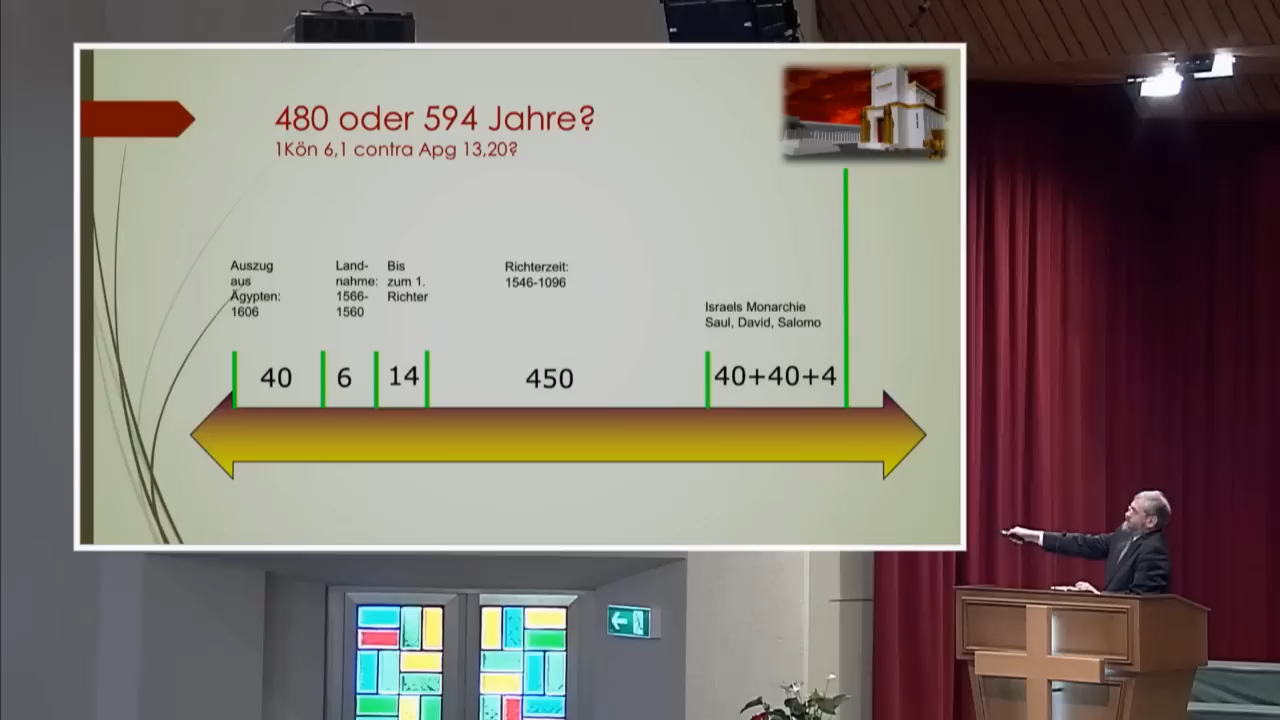 480 oder 594 Jahre?
1Kön 6,1 contra Apg 13,20?
Auszug
aus
Ägypten:
1606
Land-
nahme:
1566-
1560
Bis
zum 1.
Richter
Richterzeit:
1546-1096
Israels Monarchie
Saul, David, Salomo
40
6
14
450
40+40+4